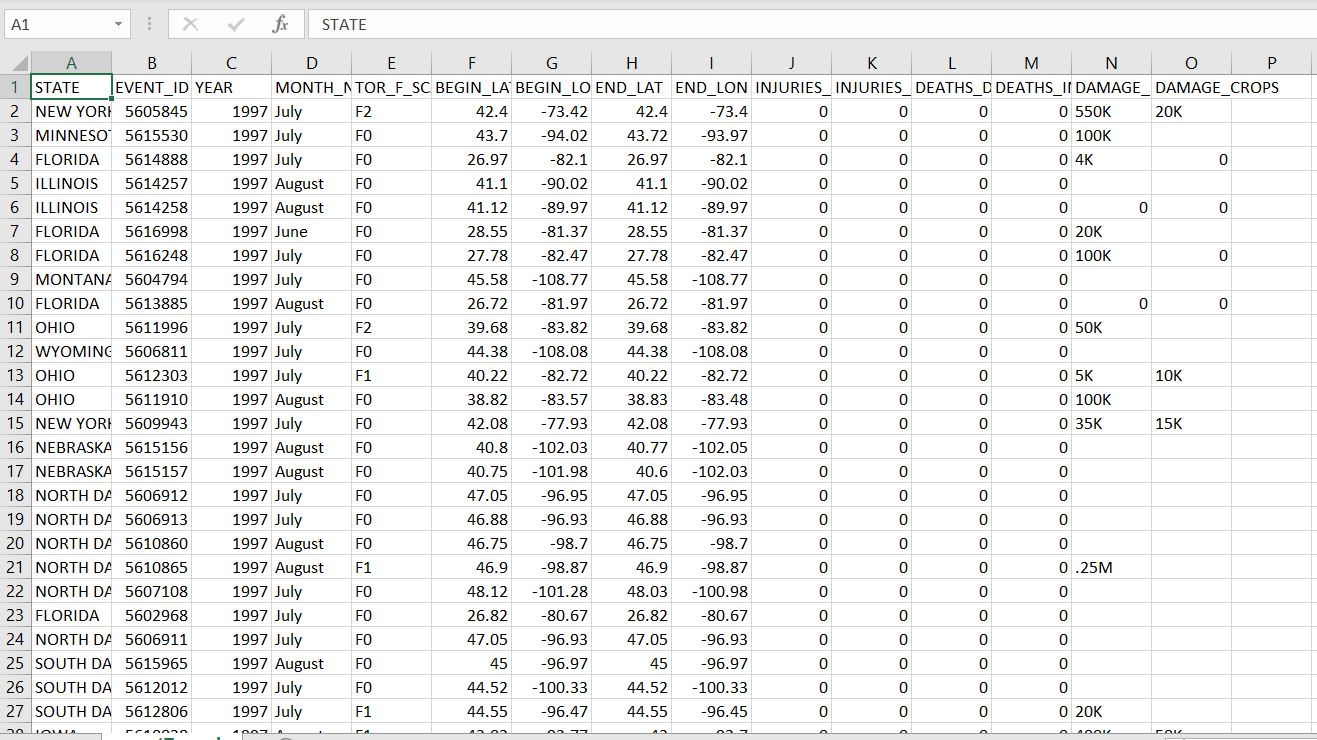 A1 fx STATE
A B C D E F G H I J K L M N O P
1 STATE EVENT_ID YEAR MONTH_N TOR_F_SC BEGIN_LA BEGIN_LO END_LAT END_LON INJURIES_ INJURIES_ DEATHS_D DEATHS_I DAMAGE_ DAMAGE_CROPS
2 NEW YORK 5605845 1997 July F2 42.4 -73.42 42.4 -73.4 0 0 0 0 550K 20K
3 MINNESOT 5615530 1997 July F0 43.7 -94.02 43.72 -93.97 0 0 0 0 100K
4 FLORIDA 5614888 1997 July F0 26.97 -82.1 26.97 -82.1 0 0 0 0 4K 0
5 ILLINOIS 5614257 1997 August F0 41.1 -90.02 41.1 -90.02 0 0 0 0
6 ILLINOIS 5614258 1997 August F0 41.12 -89.97 41.12 -89.97 0 0 0 0 0 0
7 FLORIDA 5616998 1997 June F0 28.55 -81.37 28.55 -81.37 0 0 0 0 20K
8 FLORIDA 5616248 1997 July F0 27.78 -82.47 27.78 -82.47 0 0 0 0 100K 0
9 MONTANA 5604794 1997 July F0 45.58 -108.77 45.58 -108.77 0 0 0 0
10 FLORIDA 5613885 1997 August F0 26.72 -81.97 26.72 -81.97 0 0 0 0 0 0
11 OHIO 5611996 1997 July F2 39.68 -83.82 39.68 -83.82 0 0 0 0 50K
12 WYOMING 5606811 1997 July F0 44.38 -108.08 44.38 -108.08 0 0 0 0
13 OHIO 5612303 1997 July F1 40.22 -82.72 40.22 -82.72 0 0 0 0 5K 10K
14 OHIO 5611910 1997 August F0 38.82 -83.57 38.83 -83.48 0 0 0 0 100K
15 NEW YORK 5609943 1997 July F0 42.08 -77.93 42.08 -77.93 0 0 0 0 35K 15K
16 NEBRASKA 5615156 1997 August F0 40.8 -102.03 40.77 -102.05 0 0 0 0
17 NEBRASKA 5615157 1997 August F0 40.75 -101.98 40.6 -102.03 0 0 0 0
18 NORTH DA 5606912 1997 July F0 47.05 -96.95 47.05 -96.95 0 0 0 0
19 NORTH DA 5606913 1997 July F0 46.88 -96.93 46.88 -96.93 0 0 0 0
20 NORTH DA 5610860 1997 August F0 46.75 -98.7 46.75 -98.7 0 0 0 0
21 NORTH DA 5610865 1997 August F1 46.9 -98.87 46.9 -98.87 0 0 0 0 .25M
22 NORTH DA 5607108 1997 July F0 48.12 -101.28 48.03 -100.98 0 0 0 0
23 FLORIDA 5602968 1997 July F0 26.82 -80.67 26.82 -80.67 0 0 0 0
24 NORTH DA 5606911 1997 July F0 47.05 -96.93 47.05 -96.93 0 0 0 0
25 SOUTH DA 5615965 1997 August F0 45 -96.97 45 -96.97 0 0 0 0
26 SOUTH DA 5612012 1997 July F0 44.52 -100.33 44.52 -100.33 0 0 0 0
27 SOUTH DA 5612806 1997 July F1 44.55 -96.47 44.55 -96.45 0 0 0 0 20K